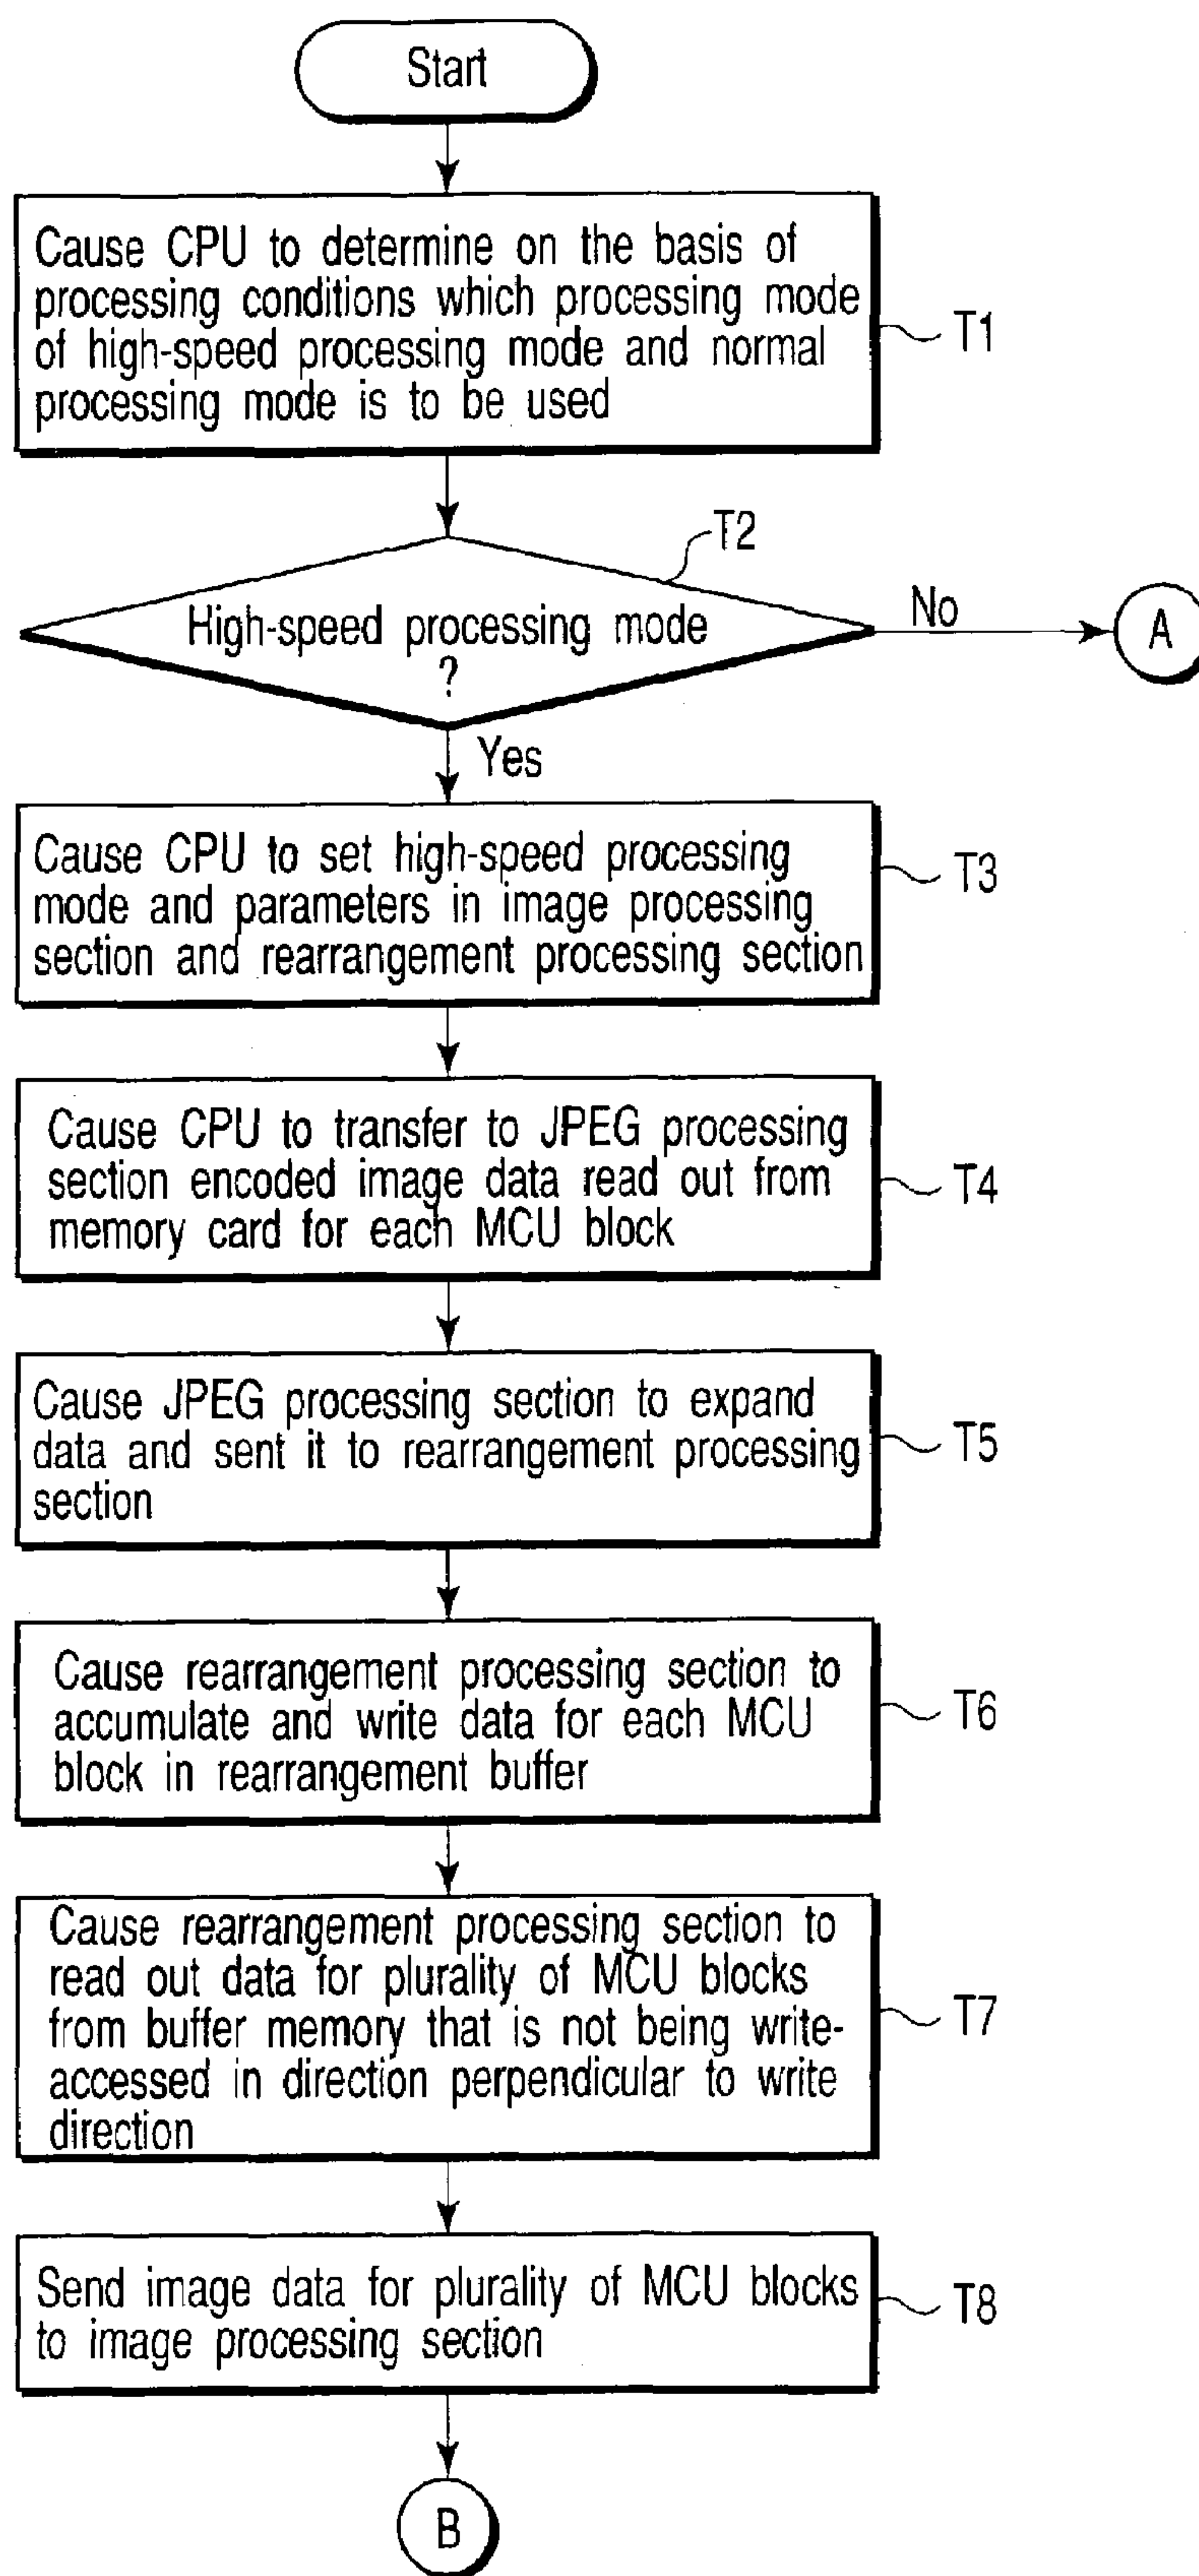 Start
Cause CPU to determine on the basis of
processing conditions which processing mode
of high-speed processing mode and normal
processing mode is to be used
T1
T2
High-speed processing mode
?
No
A
Yes
Cause CPU to set high-speed processing
mode and parameters in image processing
section and rearrangement processing section
T3
Cause CPU to transfer to JPEG processing
section encoded image data read out from
memory card for each MCU block
T4
Cause JPEG processing section to expand
data and sent it to rearrangement processing
section
T5
Cause rearrangement processing section to
accumulate and write data for each MCU
block in rearrangement buffer
T6
Cause rearrangement processing section to
read out data for plurality of MCU blocks
from buffer memory that is not being write-
accessed in direction perpendicular to write
direction
T7
Send image data for plurality of MCU blocks
to image processing section
T8
B